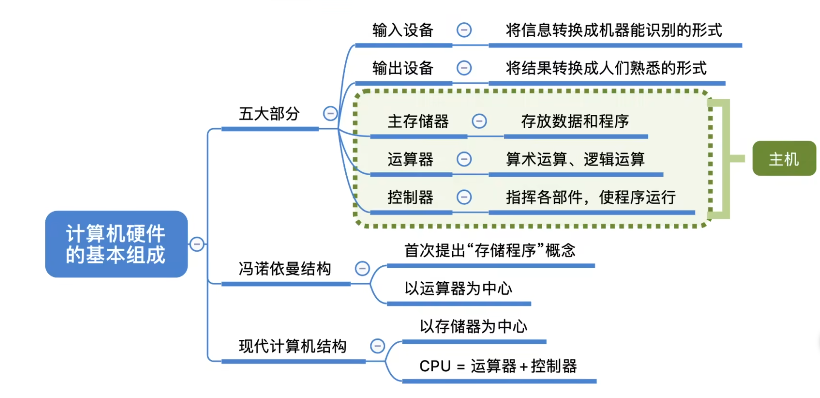 输入设备
将信息转换成机器能识别的形式
输出设备
将结果转换成人们熟悉的形式
五大部分
主存储器
存放数据和程序
运算器
算术运算、逻辑运算
主机
控制器
指挥各部件，使程序运行
计算机硬件
的基本组成
冯诺依曼结构
首次提出“存储程序”概念
以运算器为中心
现代计算机结构
以存储器为中心
CPU = 运算器+控制器